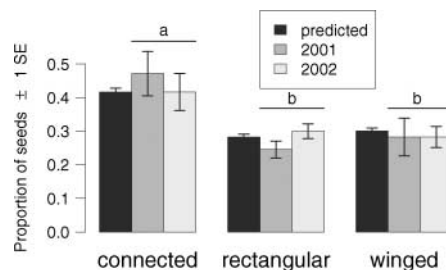 predicted
2001
2002
Proportion of seeds ± 1 SE
0.5
0.4
0.3
0.2
0.1
0.0
a
b
b
connected
rectangular
winged